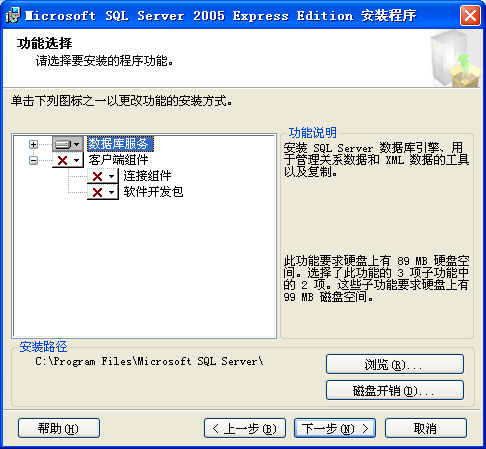 Microsoft SQL Server 2005 Express Edition 安装程序
功能选择
请选择要安装的程序功能。
单击下列图标之一以更改功能的安装方式。
数据库服务
客户端组件
连接组件
软件开发包
功能说明
安装 SQL Server 数据库引擎、用
于管理关系数据和 XML 数据的工具
以及复制。
此功能要求硬盘上有 89 MB 硬盘空
间。选择了此功能的 3 项子功能中
的 2 项。这些子功能要求硬盘上有
99 MB 磁盘空间。
安装路径
C:\Program Files\Microsoft SQL Server\
浏览(R)...
磁盘开销(D)...
帮助(H)
< 上一步(B)
下一步(N) >
取消